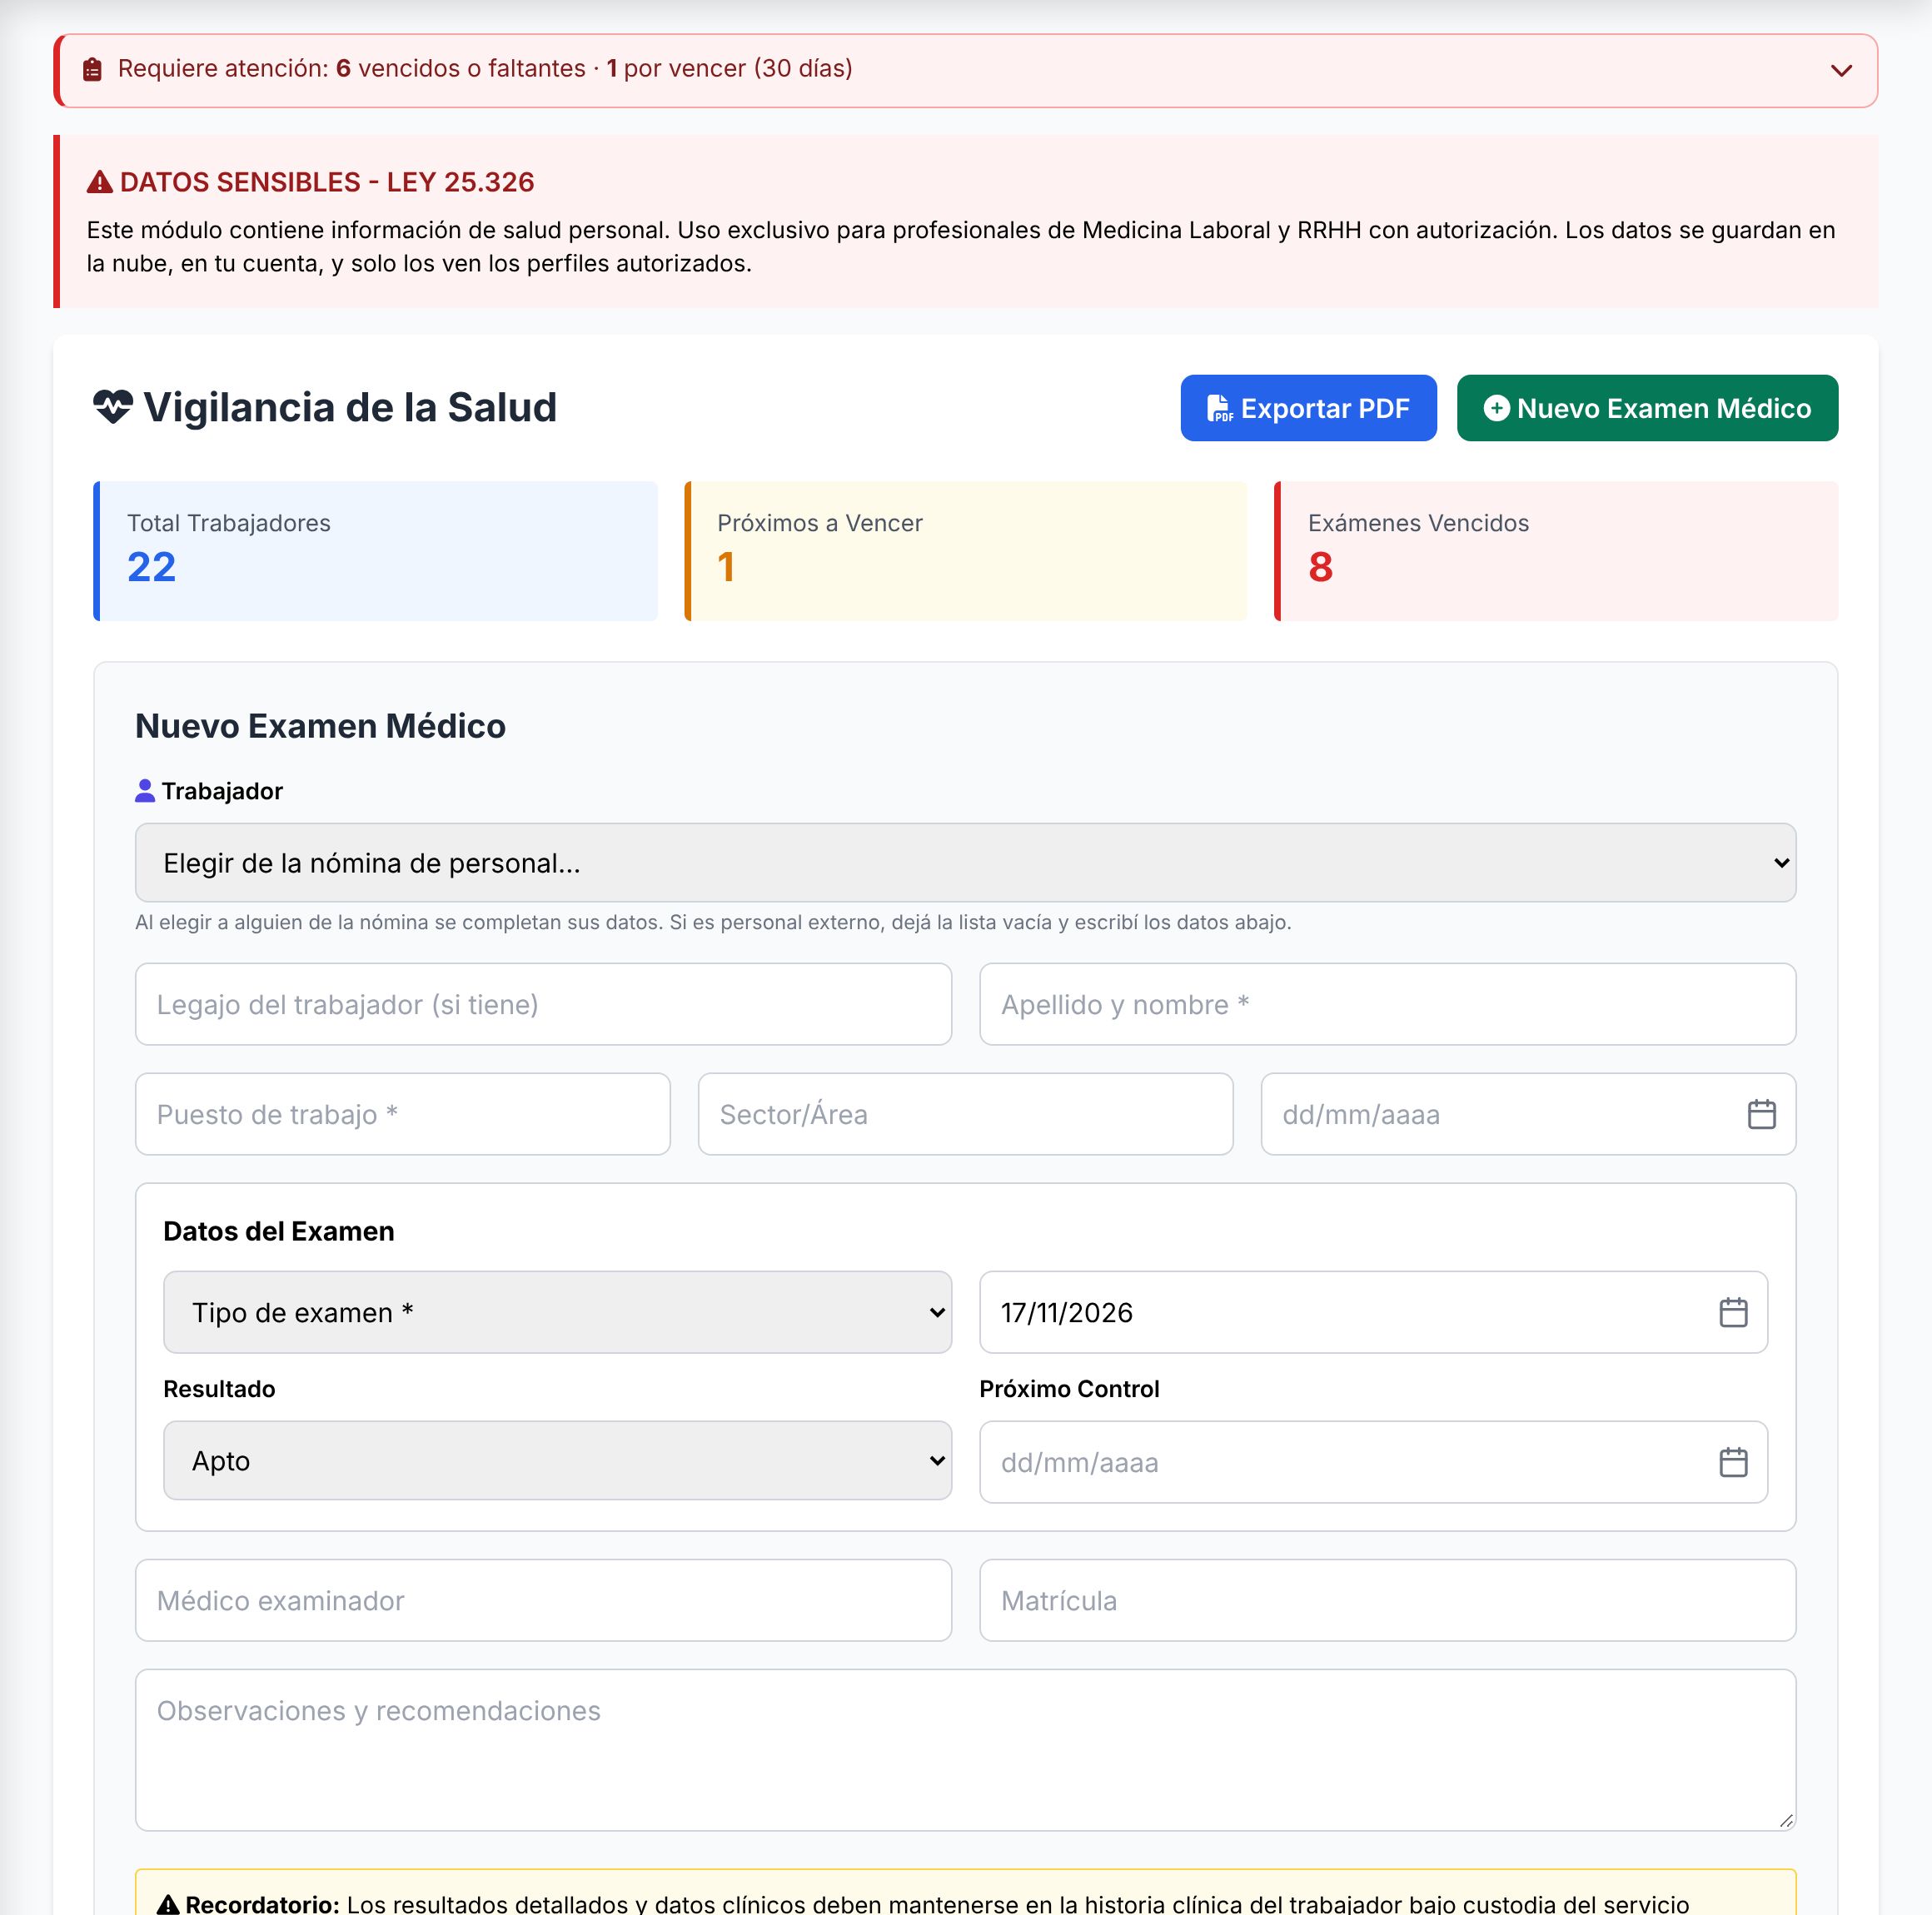 Requiere atención: 6 vencidos o faltantes · 1 por vencer (30 días)
DATOS SENSIBLES - LEY 25.326
Este módulo contiene información de salud personal. Uso exclusivo para profesionales de Medicina Laboral y RRHH con autorización. Los datos se guardan en
la nube, en tu cuenta, y solo los ven los perfiles autorizados.
Vigilancia de la Salud
PDF Exportar PDF
Nuevo Examen Médico
Total Trabajadores
22
Próximos a Vencer
1
Exámenes Vencidos
8
Nuevo Examen Médico
Trabajador
Elegir de la nómina de personal...
Al elegir a alguien de la nómina se completan sus datos. Si es personal externo, dejá la lista vacía y escribí los datos abajo.
Legajo del trabajador (si tiene)
Apellido y nombre *
Puesto de trabajo *
Sector/Área
dd/mm/aaaa
Datos del Examen
Tipo de examen *
17/11/2026
Resultado
Próximo Control
Apto
dd/mm/aaaa
Médico examinador
Matrícula
Observaciones y recomendaciones
Recordatorio: Los resultados detallados y datos clínicos deben mantenerse en la historia clínica del trabajador bajo custodia del servicio